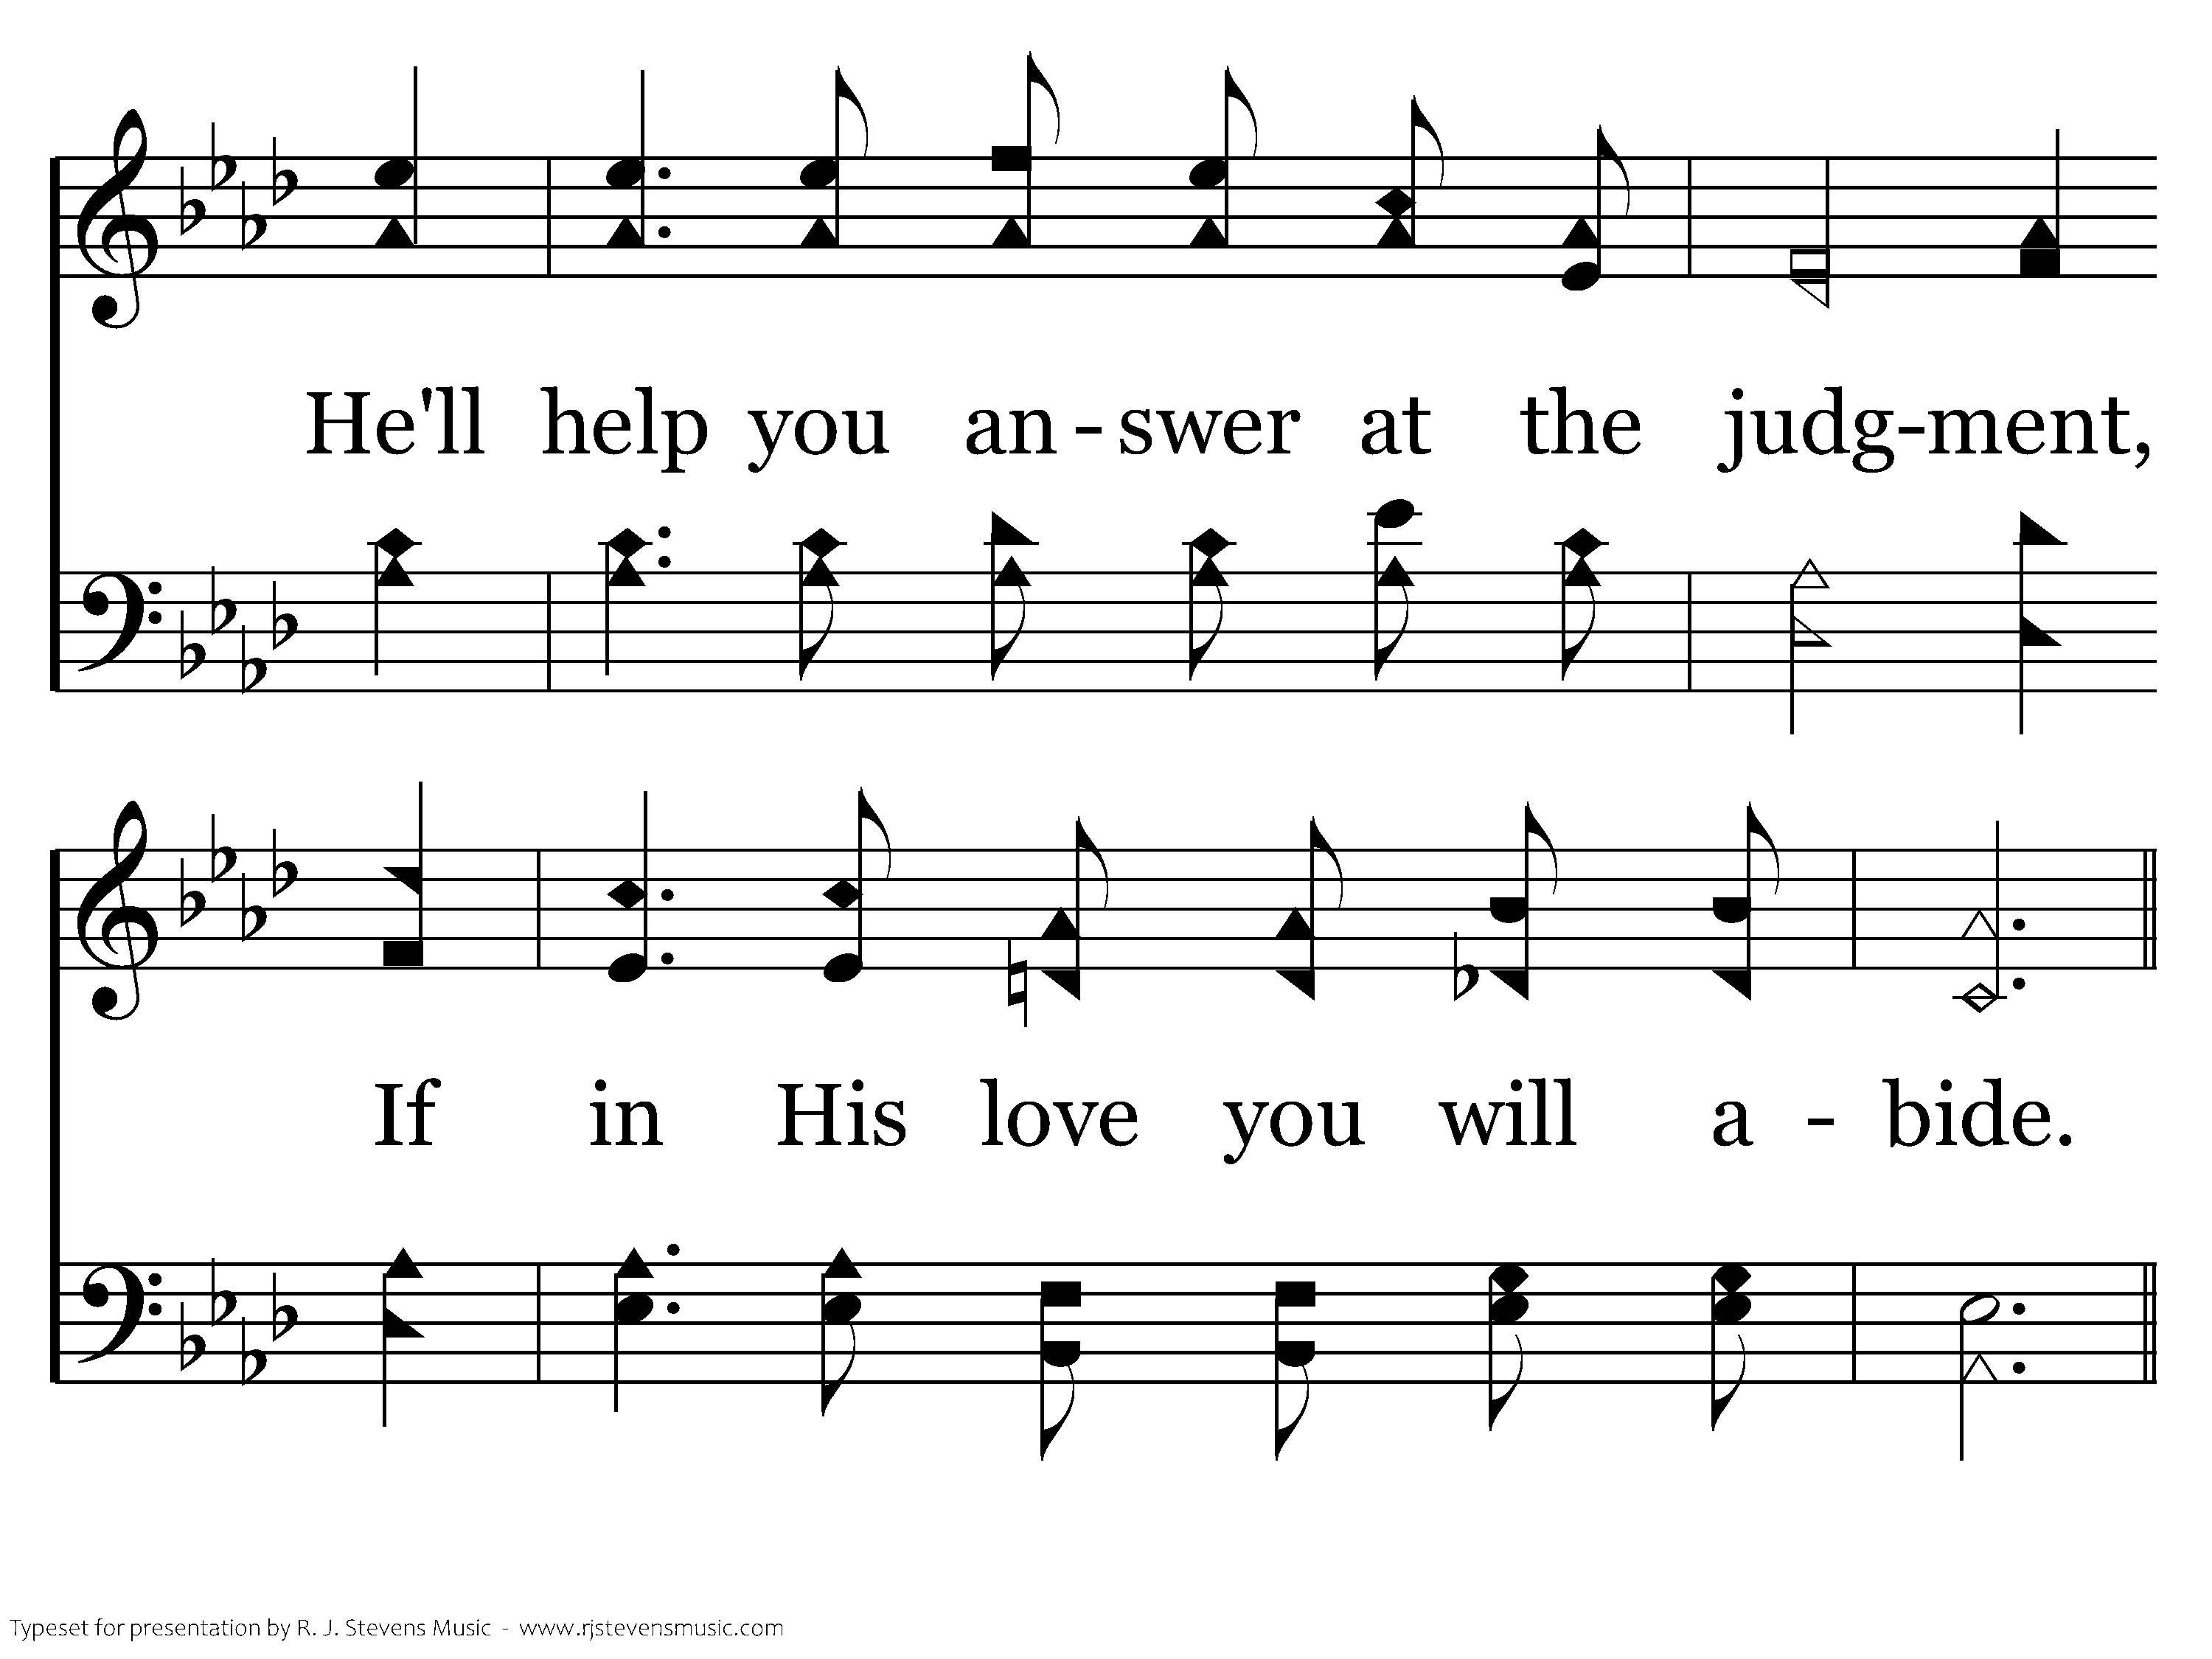 He'll help you an-swer at the judg-ment,
If in His love you will a - bide.
Typeset for presentation by R. J. Stevens Music - www.rjstevensmusic.com